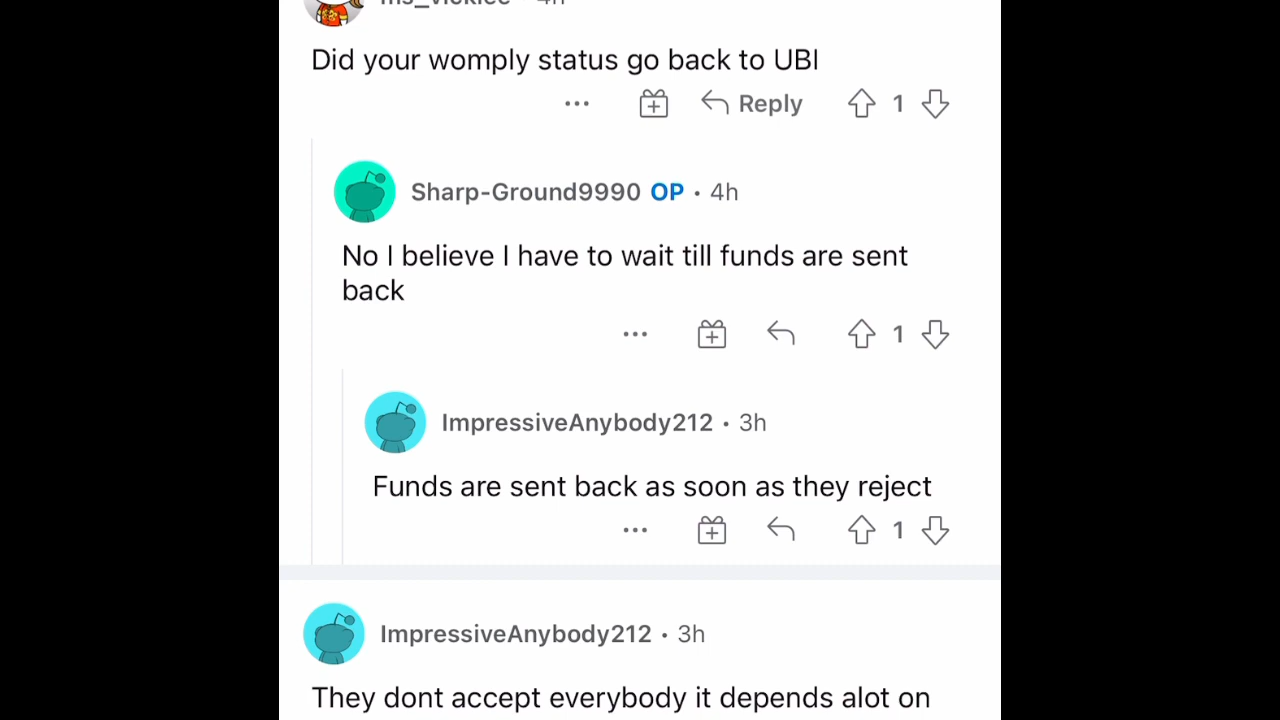 Did your womply status go back to UBI
Reply 1
Sharp-Ground9990 OP • 4h
No I believe I have to wait till funds are sent
back
1
ImpressiveAnybody212 • 3h
Funds are sent back as soon as they reject
1
ImpressiveAnybody212 • 3h
They dont accept everybody it depends alot on